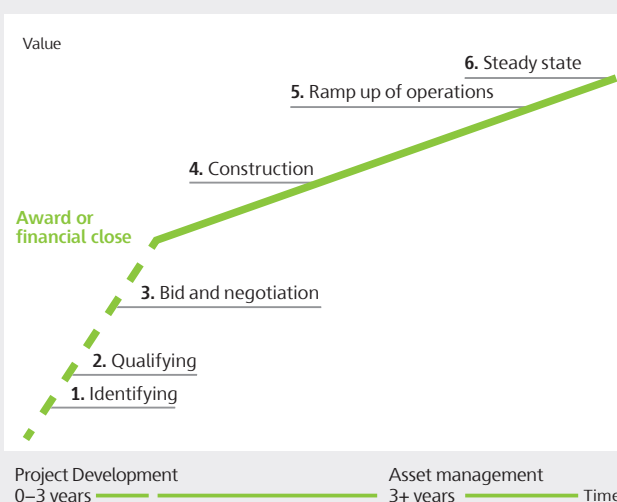 Value
6. Steady state
5. Ramp up of operations
4. Construction
Award or
financial close
3. Bid and negotiation
2. Qualifying
1. Identifying
Project Development
0–3 years
Asset management
3+ years
Time